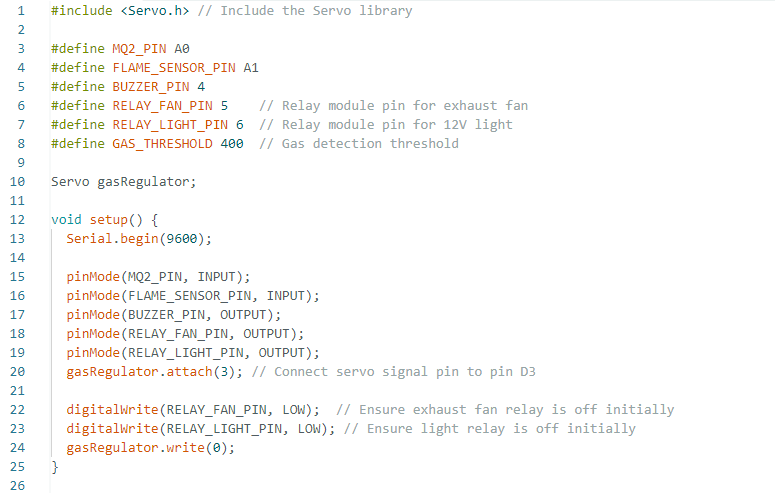 1 #include <Servo.h> // Include the Servo library
2
3 #define MQ2_PIN A0
4 #define FLAME_SENSOR_PIN A1
5 #define BUZZER_PIN 4
6 #define RELAY_FAN_PIN 5    // Relay module pin for exhaust fan
7 #define RELAY_LIGHT_PIN 6  // Relay module pin for 12V light
8 #define GAS_THRESHOLD 400  // Gas detection threshold
9
10 Servo gasRegulator;
11
12 void setup() {
13   Serial.begin(9600);
14
15   pinMode(MQ2_PIN, INPUT);
16   pinMode(FLAME_SENSOR_PIN, INPUT);
17   pinMode(BUZZER_PIN, OUTPUT);
18   pinMode(RELAY_FAN_PIN, OUTPUT);
19   pinMode(RELAY_LIGHT_PIN, OUTPUT);
20   gasRegulator.attach(3); // Connect servo signal pin to pin D3
21
22   digitalWrite(RELAY_FAN_PIN, LOW);  // Ensure exhaust fan relay is off initially
23   digitalWrite(RELAY_LIGHT_PIN, LOW); // Ensure light relay is off initially
24   gasRegulator.write(0);
25 }
26